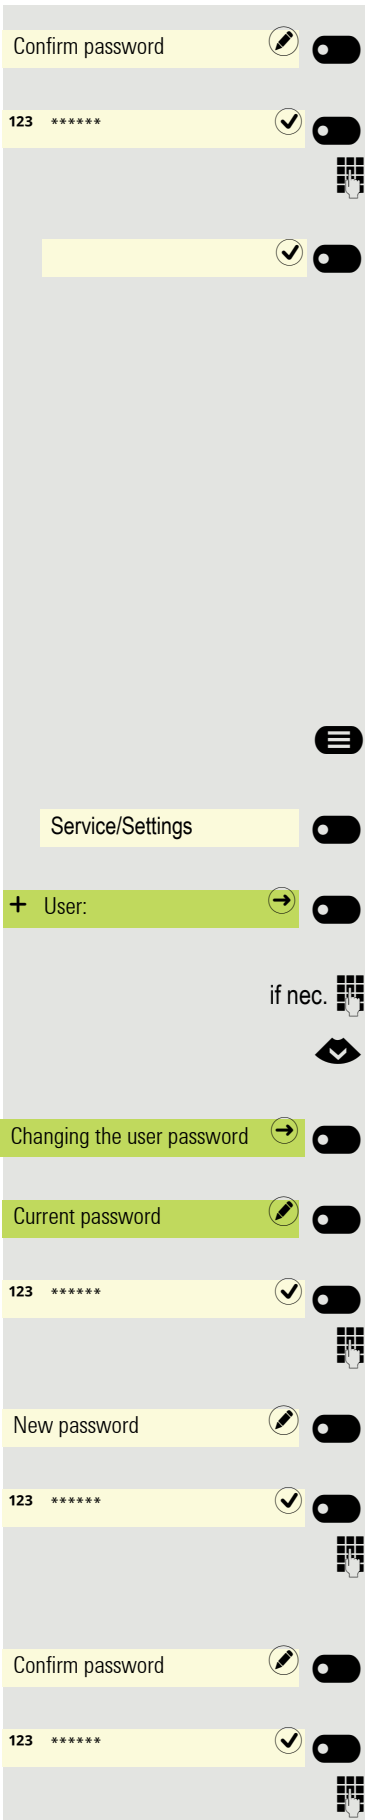 Confirm password
123 ******
Service/Settings
+ User:
if nec.
Changing the user password
Current password
123 ******
New password
123 ******
Confirm password
123 ******